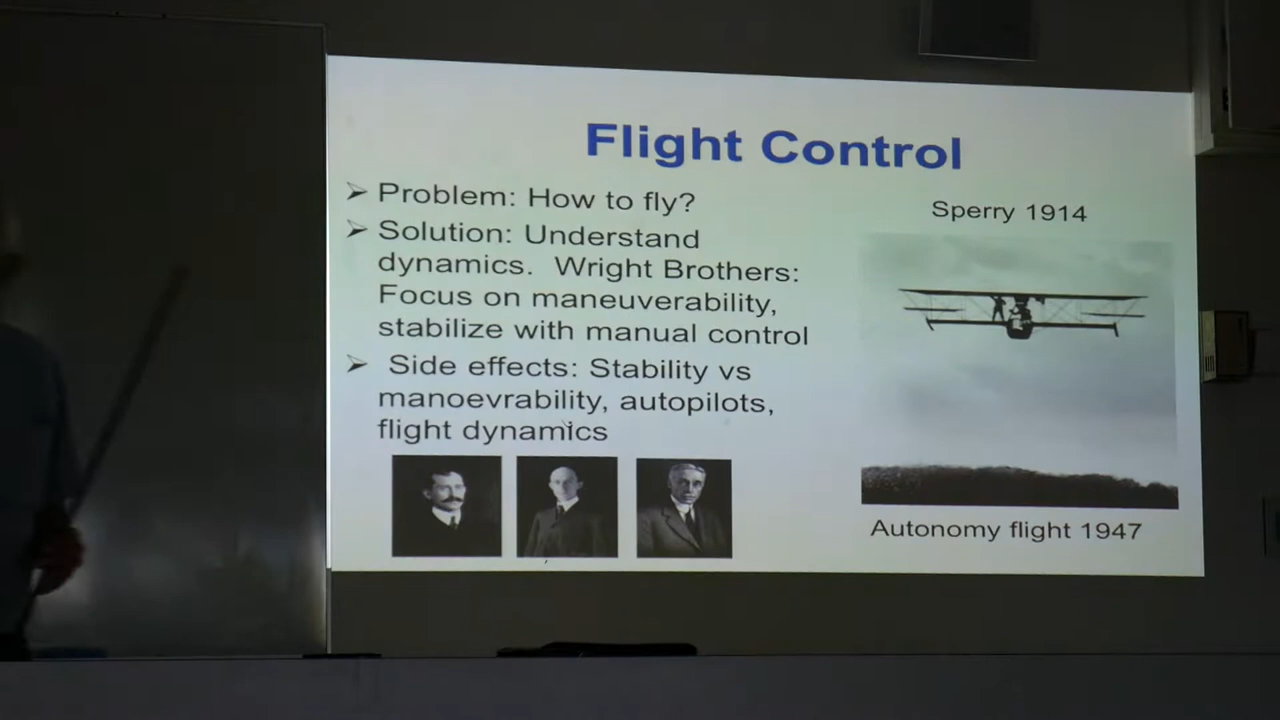 Flight Control
➢ Problem: How to fly?
➢ Solution: Understand
dynamics. Wright Brothers:
Focus on maneuverability,
stabilize with manual control
➢ Side effects: Stability vs
manoevrability, autopilots,
flight dynamics
Sperry 1914
Autonomy flight 1947